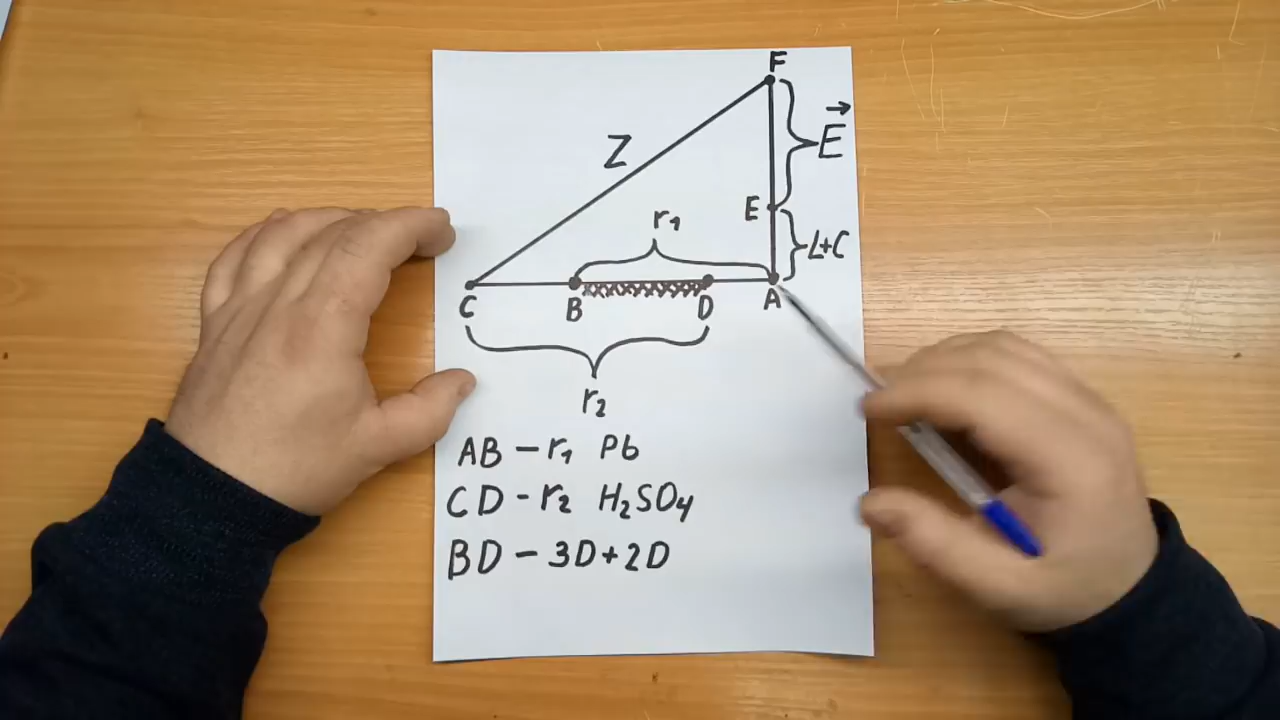 F
Z
E⃗
E
r₁
L+C
C
B
D
A
r₂
AB – r₁ Pb
CD - r₂ H₂SO₄
BD – 3D+2D